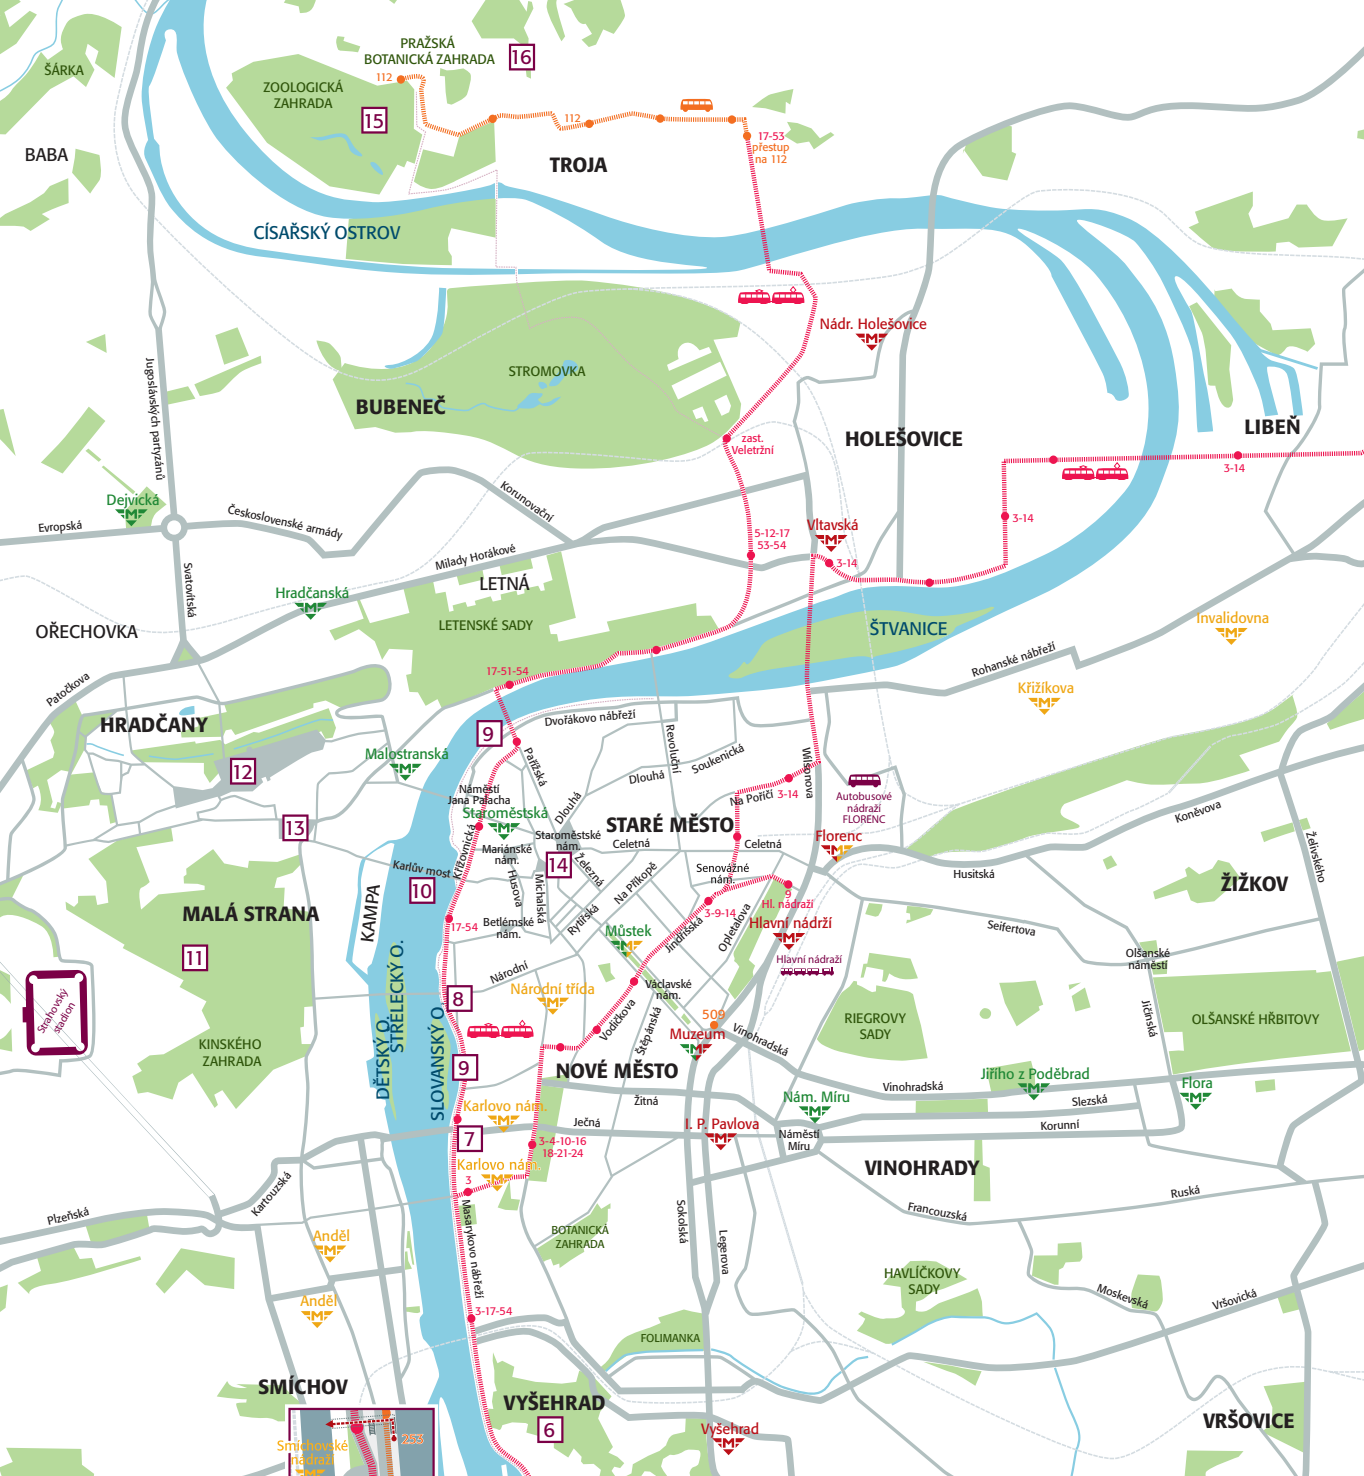 PRAŽSKÁ
BOTANICKÁ ZAHRADA
16
ŠÁRKA
112
ZOOLOGICKÁ
ZAHRADA
15
112
17-53
přestup
na 112
BABA
TROJA
CÍSAŘSKÝ OSTROV
Nádr. Holešovice
Jugoslávských partyzánů
STROMOVKA
BUBENEČ
zast.
Veletržní
HOLEŠOVICE
LIBEŇ
3-14
Dejvická
Korunovační
Evropská
Československé armády
3-14
Vltavská
5-12-17
53-54
Milady Horákové
3-14
Svatovítská
LETNÁ
Hradčanská
OŘECHOVKA
LETENSKÉ SADY
ŠTVANICE
Invalidovna
Rohanské nábřeží
17-51-54
Patočkova
Křižíkova
HRADČANY
9
Dvořákovo nábřeží
Revoluční
Malostranská
Pařížská
Soukenická
Wilsonova
12
Dlouhá
Náměstí
Jana Palacha
Na Poříčí
3-14
Autobusové
nádraží
FLORENC
Staroměstská
Dlouhá
STARÉ MĚSTO
Koněvova
13
Křižovnická
Staroměstské
nám.
Florenc
Mariánské
nám.
Celetná
Celetná
Želivského
Karlův most
14
Železná
Senovážné
nám.
Husitská
ŽIŽKOV
10
Husova
Michalská
Na Příkopě
9
Hl. nádraží
KAMPA
MALÁ STRANA
17-54
Betlémské
nám.
Rytířská
3-9-14
Opletalova
Hlavní nádrží
Seifertova
Můstek
Jindřišská
11
Hlavní nádraží
Olšanské
náměstí
Národní
Strahovský
stadion
Národní třída
Václavské
nám.
8
STŘELECKÝ O.
DĚTSKÝ O.
SLOVANSKÝ O.
Vodičkova
Štěpánská
509
Muzeum
Vinohradská
RIEGROVY
SADY
Jičínská
OLŠANSKÉ HŘBITOVY
KINSKÉHO
ZAHRADA
9
NOVÉ MĚSTO
Jiřího z Poděbrad
Vinohradská
Flora
Nám. Míru
Žitná
Slezská
Karlovo nám.
Ječná
I. P. Pavlova
Korunní
7
3-4-10-16
18-21-24
Náměstí
Míru
Karlovo nám.
3
VINOHRADY
Kartouzská
Ruská
Plzeňská
Masarykovo nábřeží
Sokolská
Francouzská
Anděl
BOTANICKÁ
ZAHRADA
Legerova
HAVLÍČKOVY
SADY
Moskevská
Vršovická
Anděl
3-17-54
FOLIMANKA
SMÍCHOV
VYŠEHRAD
6
VRŠOVICE
Vyšehrad
253
Smíchovské
nádraží